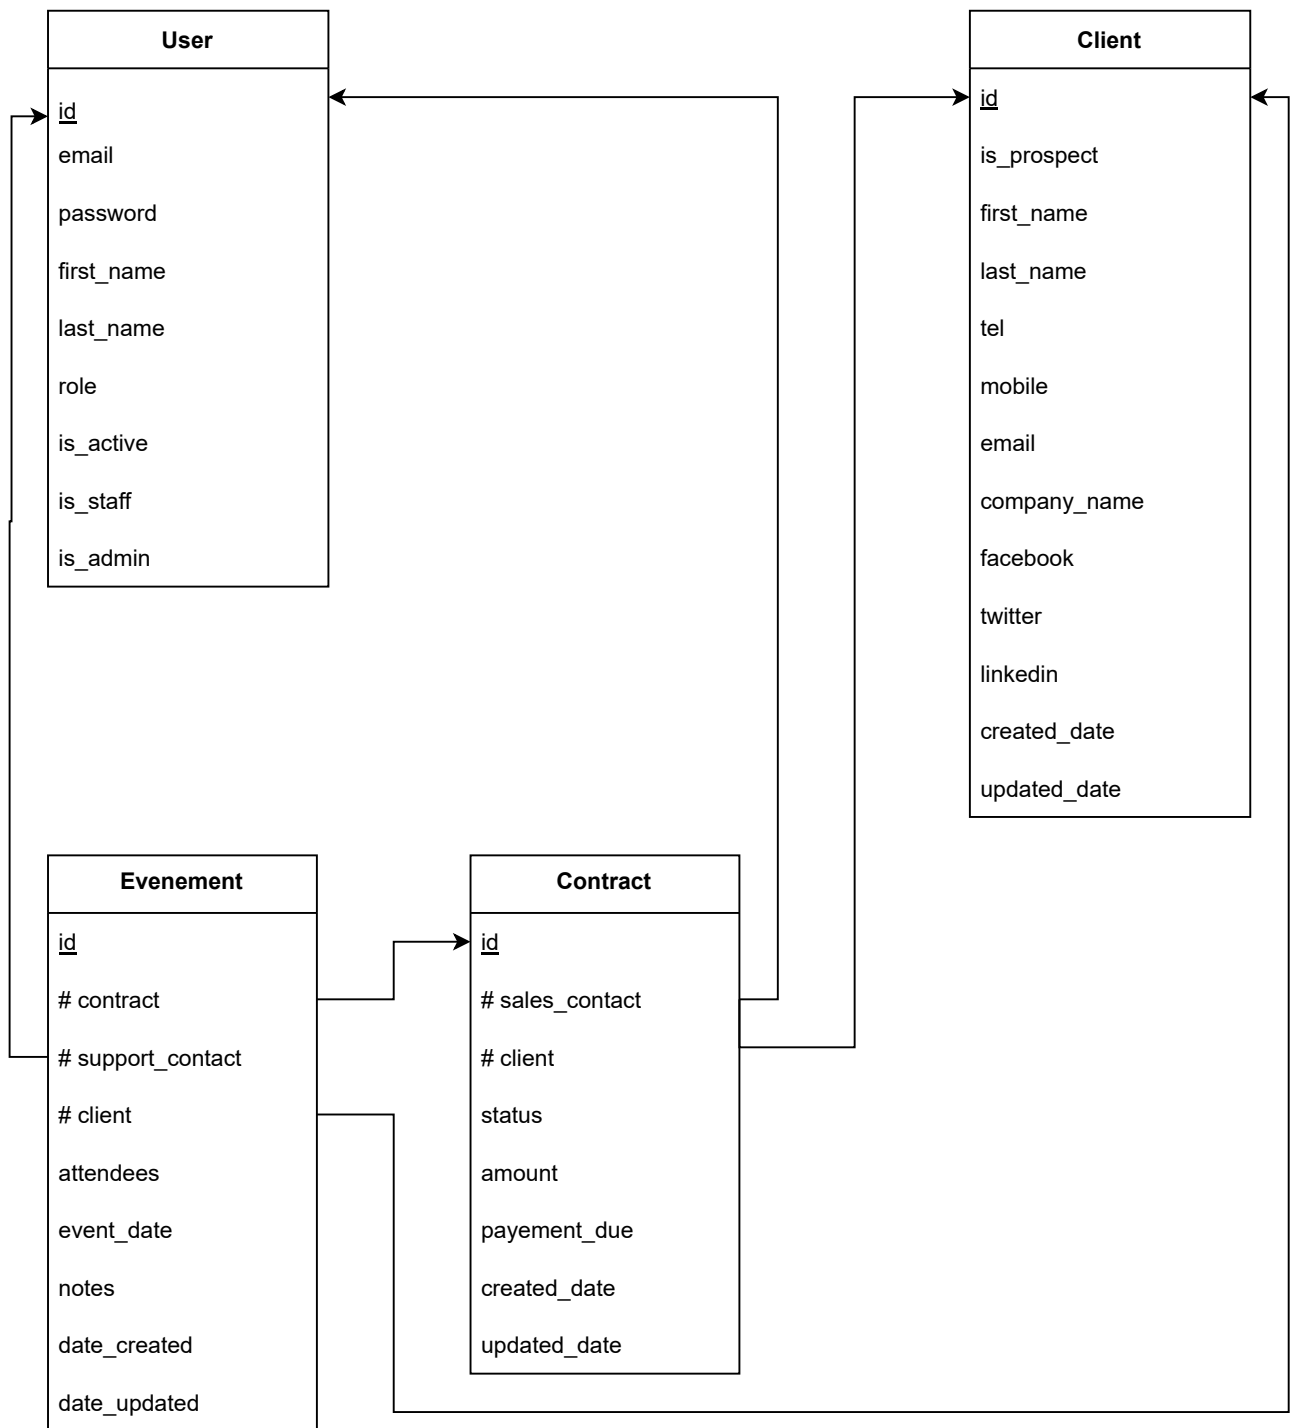 User
id
email
password
first_name
last_name
role
is_active
is_staff
is_admin
Client
id
is_prospect
first_name
last_name
tel
mobile
email
company_name
facebook
twitter
linkedin
created_date
updated_date
Evenement
id
# contract
# support_contact
# client
attendees
event_date
notes
date_created
date_updated
Contract
id
# sales_contact
# client
status
amount
payement_due
created_date
updated_date